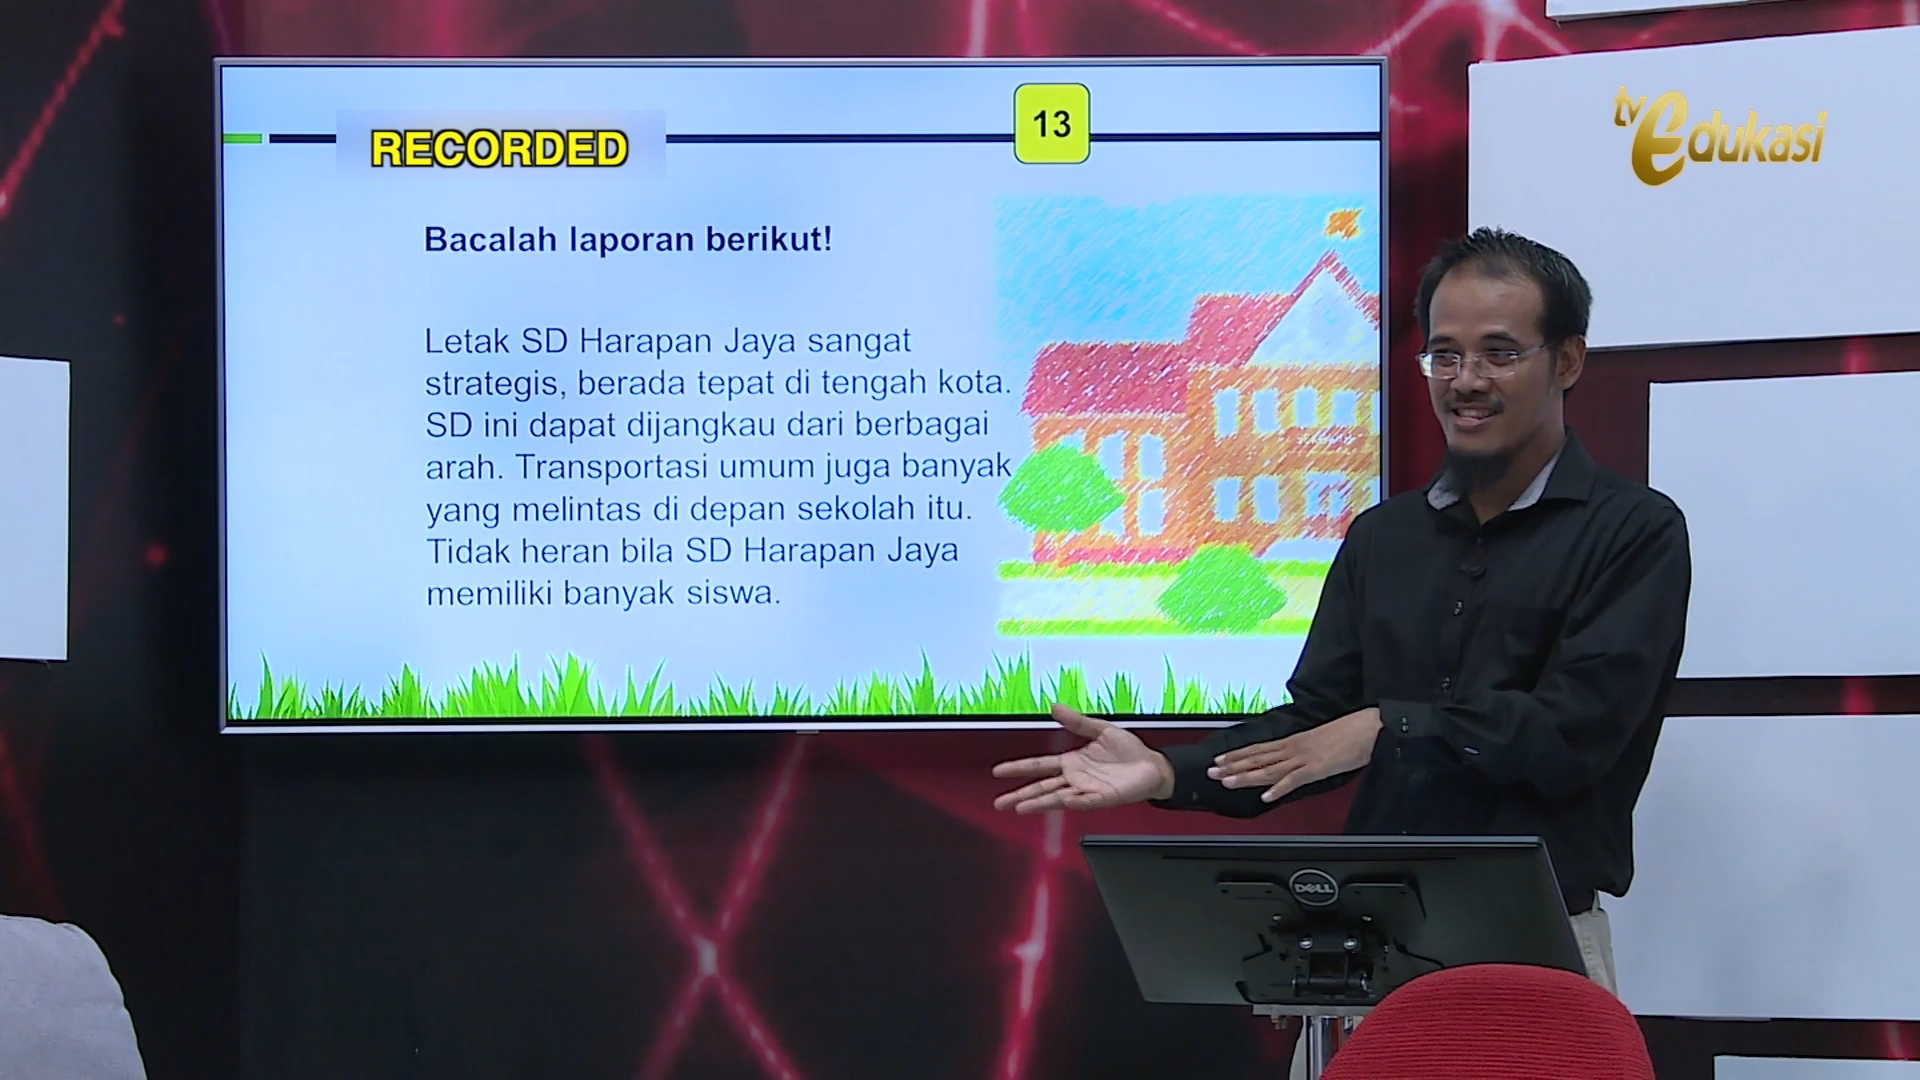 tv Edukasi
RECORDED
13
Bacalah laporan berikut!
Letak SD Harapan Jaya sangat
strategis, berada tepat di tengah kota.
SD ini dapat dijangkau dari berbagai
arah. Transportasi umum juga banyak
yang melintas di depan sekolah itu.
Tidak heran bila SD Harapan Jaya
memiliki banyak siswa.
DELL